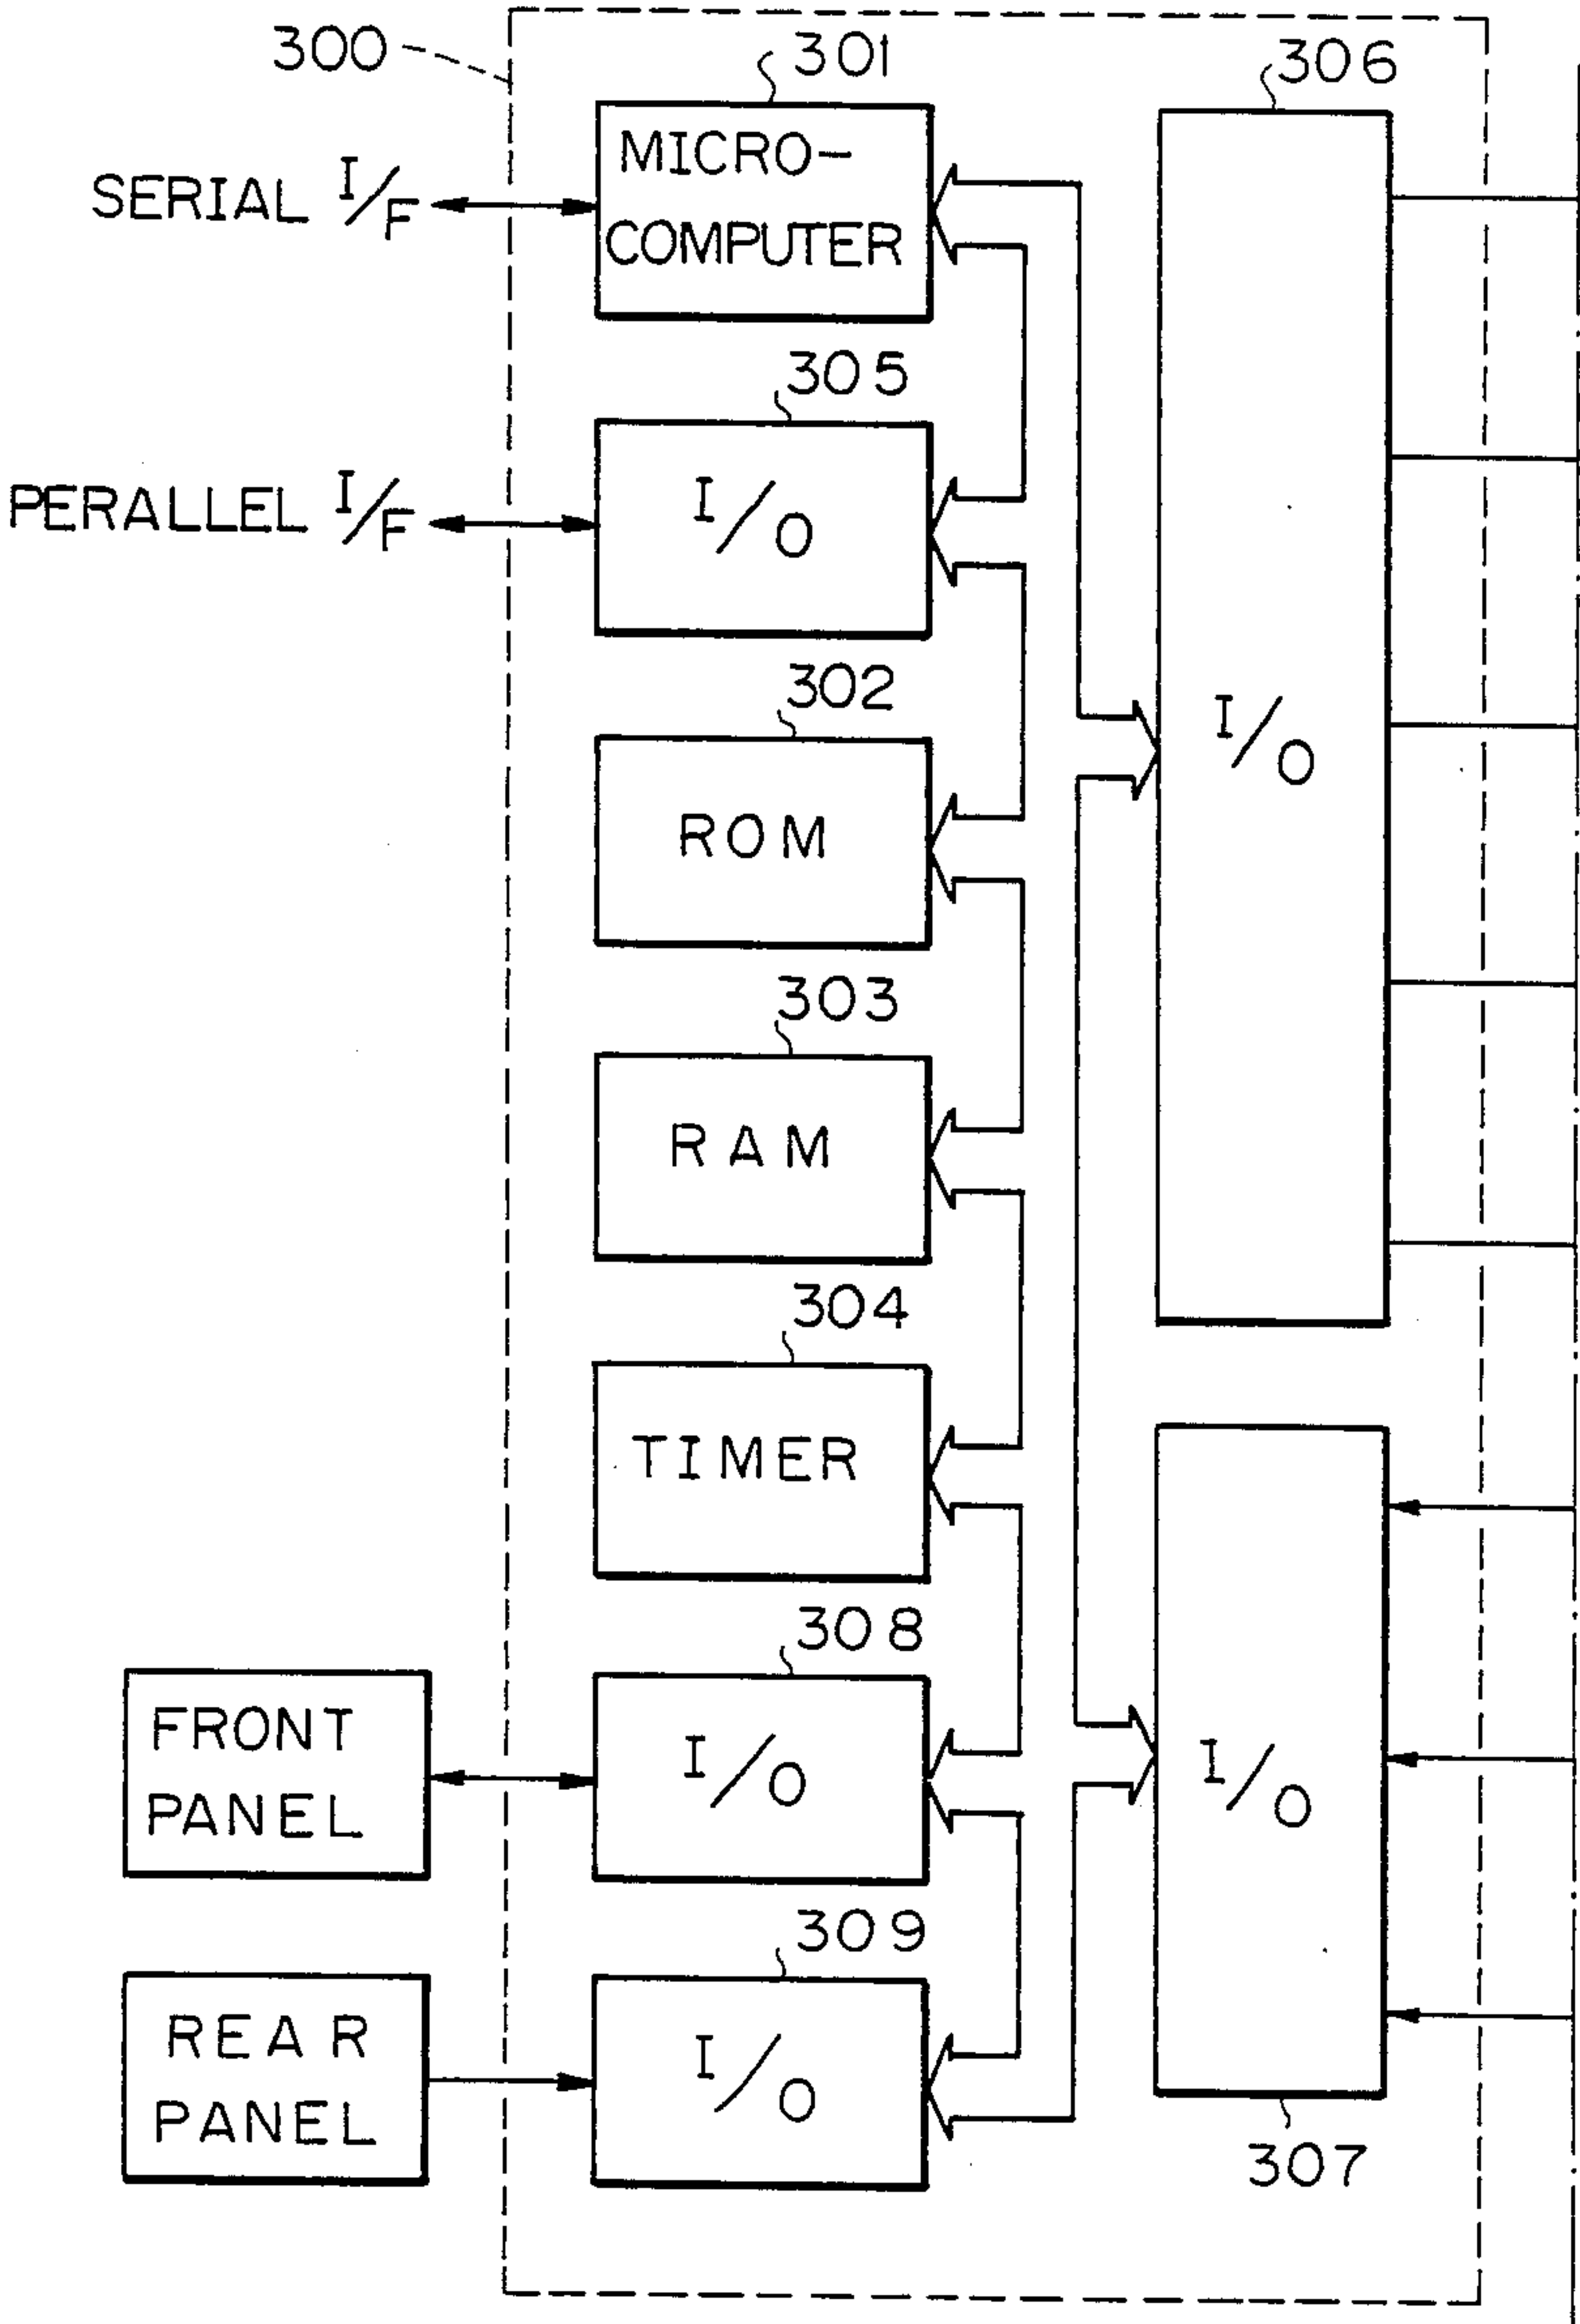 300
301
306
MICRO-
COMPUTER
SERIAL I/F
305
I/O
PERALLEL I/F
302
I/O
ROM
303
RAM
304
TIMER
308
FRONT
PANEL
I/O
I/O
309
REAR
PANEL
I/O
307